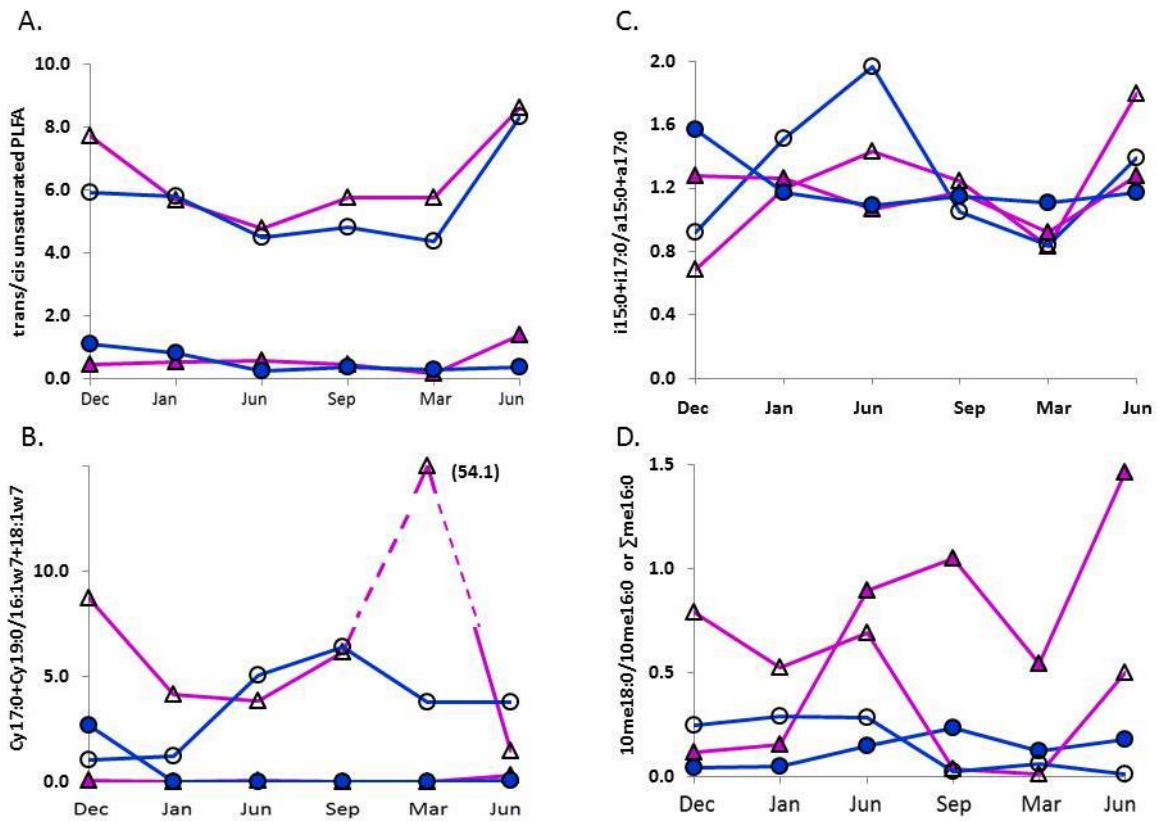 A.
trans/cis unsaturated PLFA
10.0
8.0
6.0
4.0
2.0
0.0
Dec Jan Jun Sep Mar Jun
C.
i15:0+i17:0/a15:0+a17:0
2.0
1.6
1.2
0.8
0.4
0.0
Dec Jan Jun Sep Mar Jun
B.
Cy17:0+Cy19:0/16:1w7+18:1w7
(54.1)
10.0
5.0
0.0
Dec Jan Jun Sep Mar Jun
D.
10me18:0/10me16:0 or ∑me16:0
1.5
1.0
0.5
0.0
Dec Jan Jun Sep Mar Jun